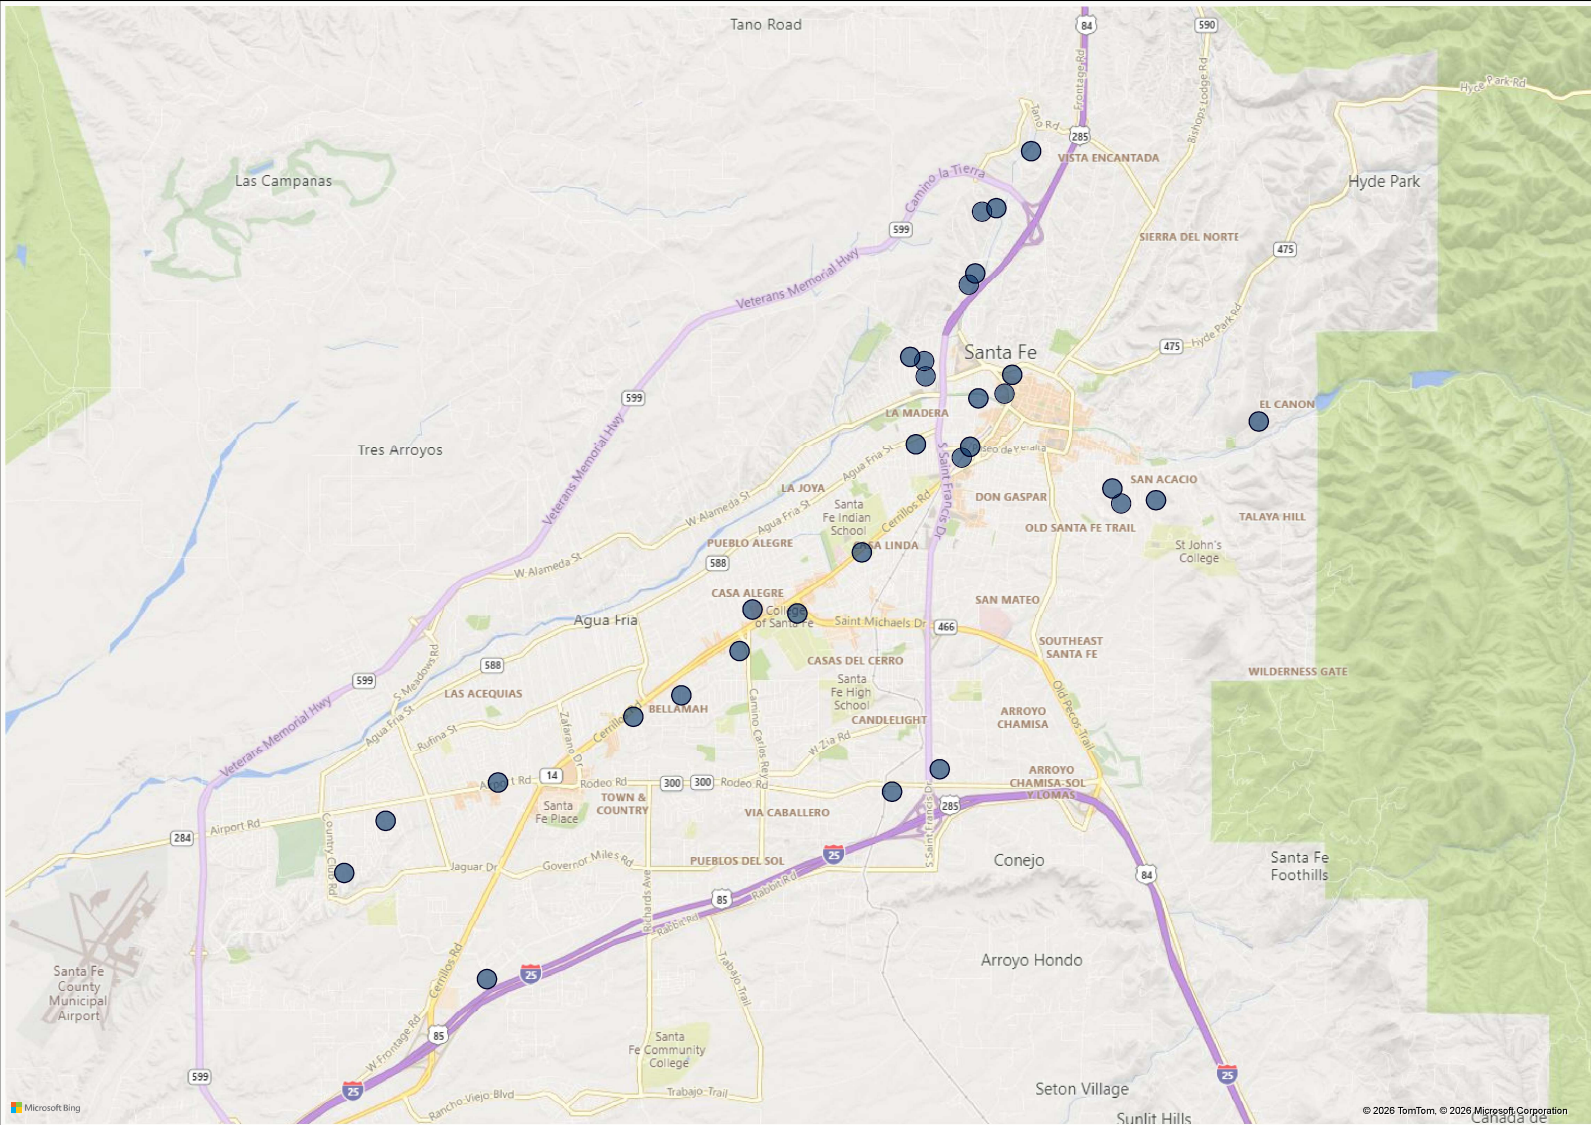 Tano Road
84
590
Frontage Rd
Bishops Lodge Rd
Hyde Park Rd
Tano Rd
285
VISTA ENCANTADA
Las Campanas
Camino la Tierra
Hyde Park
599
SIERRA DEL NORTE
475
Veterans Memorial Hwy
Hyde Park Rd
475
Santa Fe
599
EL CANON
LA MADERA
Veterans Memorial Hwy
Tres Arroyos
Agua Fria St
S Saint Francis Dr
SAN ACACIO
LA JOYA
W Alameda St
Agua Fria St
Santa
Fe Indian
School
Cerrillos Rd
DON GASPAR
OLD SANTA FE TRAIL
TALAYA HILL
PUEBLO ALEGRE
St John's
College
W Alameda St
588
CASA ALEGRE
SAN MATEO
Agua Fria
College
of Santa Fe
Saint Michaels Dr
466
SOUTHEAST
SANTA FE
588
S Meadows Rd
CASAS DEL CERRO
WILDERNESS GATE
599
LAS ACEQUIAS
Santa
Fe High
School
Old Pecos Trail
Agua Fria St
Rufina St
Zafarano Dr
BELLAMAH
Camino Carlos Rey
CANDLELIGHT
ARROYO
CHAMISA
Veterans Memorial Hwy
W Zia Rd
14
Rodeo Rd
300
300
Rodeo Rd
ARROYO
CHAMISA-SOL
Y LOMAS
TOWN &
COUNTRY
Santa
Fe Place
VIA CABALLERO
285
S Saint Francis Dr
284
Airport Rd
Country Club Rd
Jaguar Dr
Governor Miles Rd
PUEBLOS DEL SOL
25
Conejo
Santa Fe
Foothills
84
Richards Ave
85
Rabbit Rd
Rabbit Rd
Santa Fe
County
Municipal
Airport
Cerrillos Rd
25
Trabajo Trail
Arroyo Hondo
W Frontage Rd
85
Santa
Fe Community
College
599
25
25
Rancho Viejo Blvd
Trabajo-Trail
Seton Village
Sunlit Hills
Canada de
Microsoft Bing
© 2026 TomTom, © 2026 Microsoft Corporation